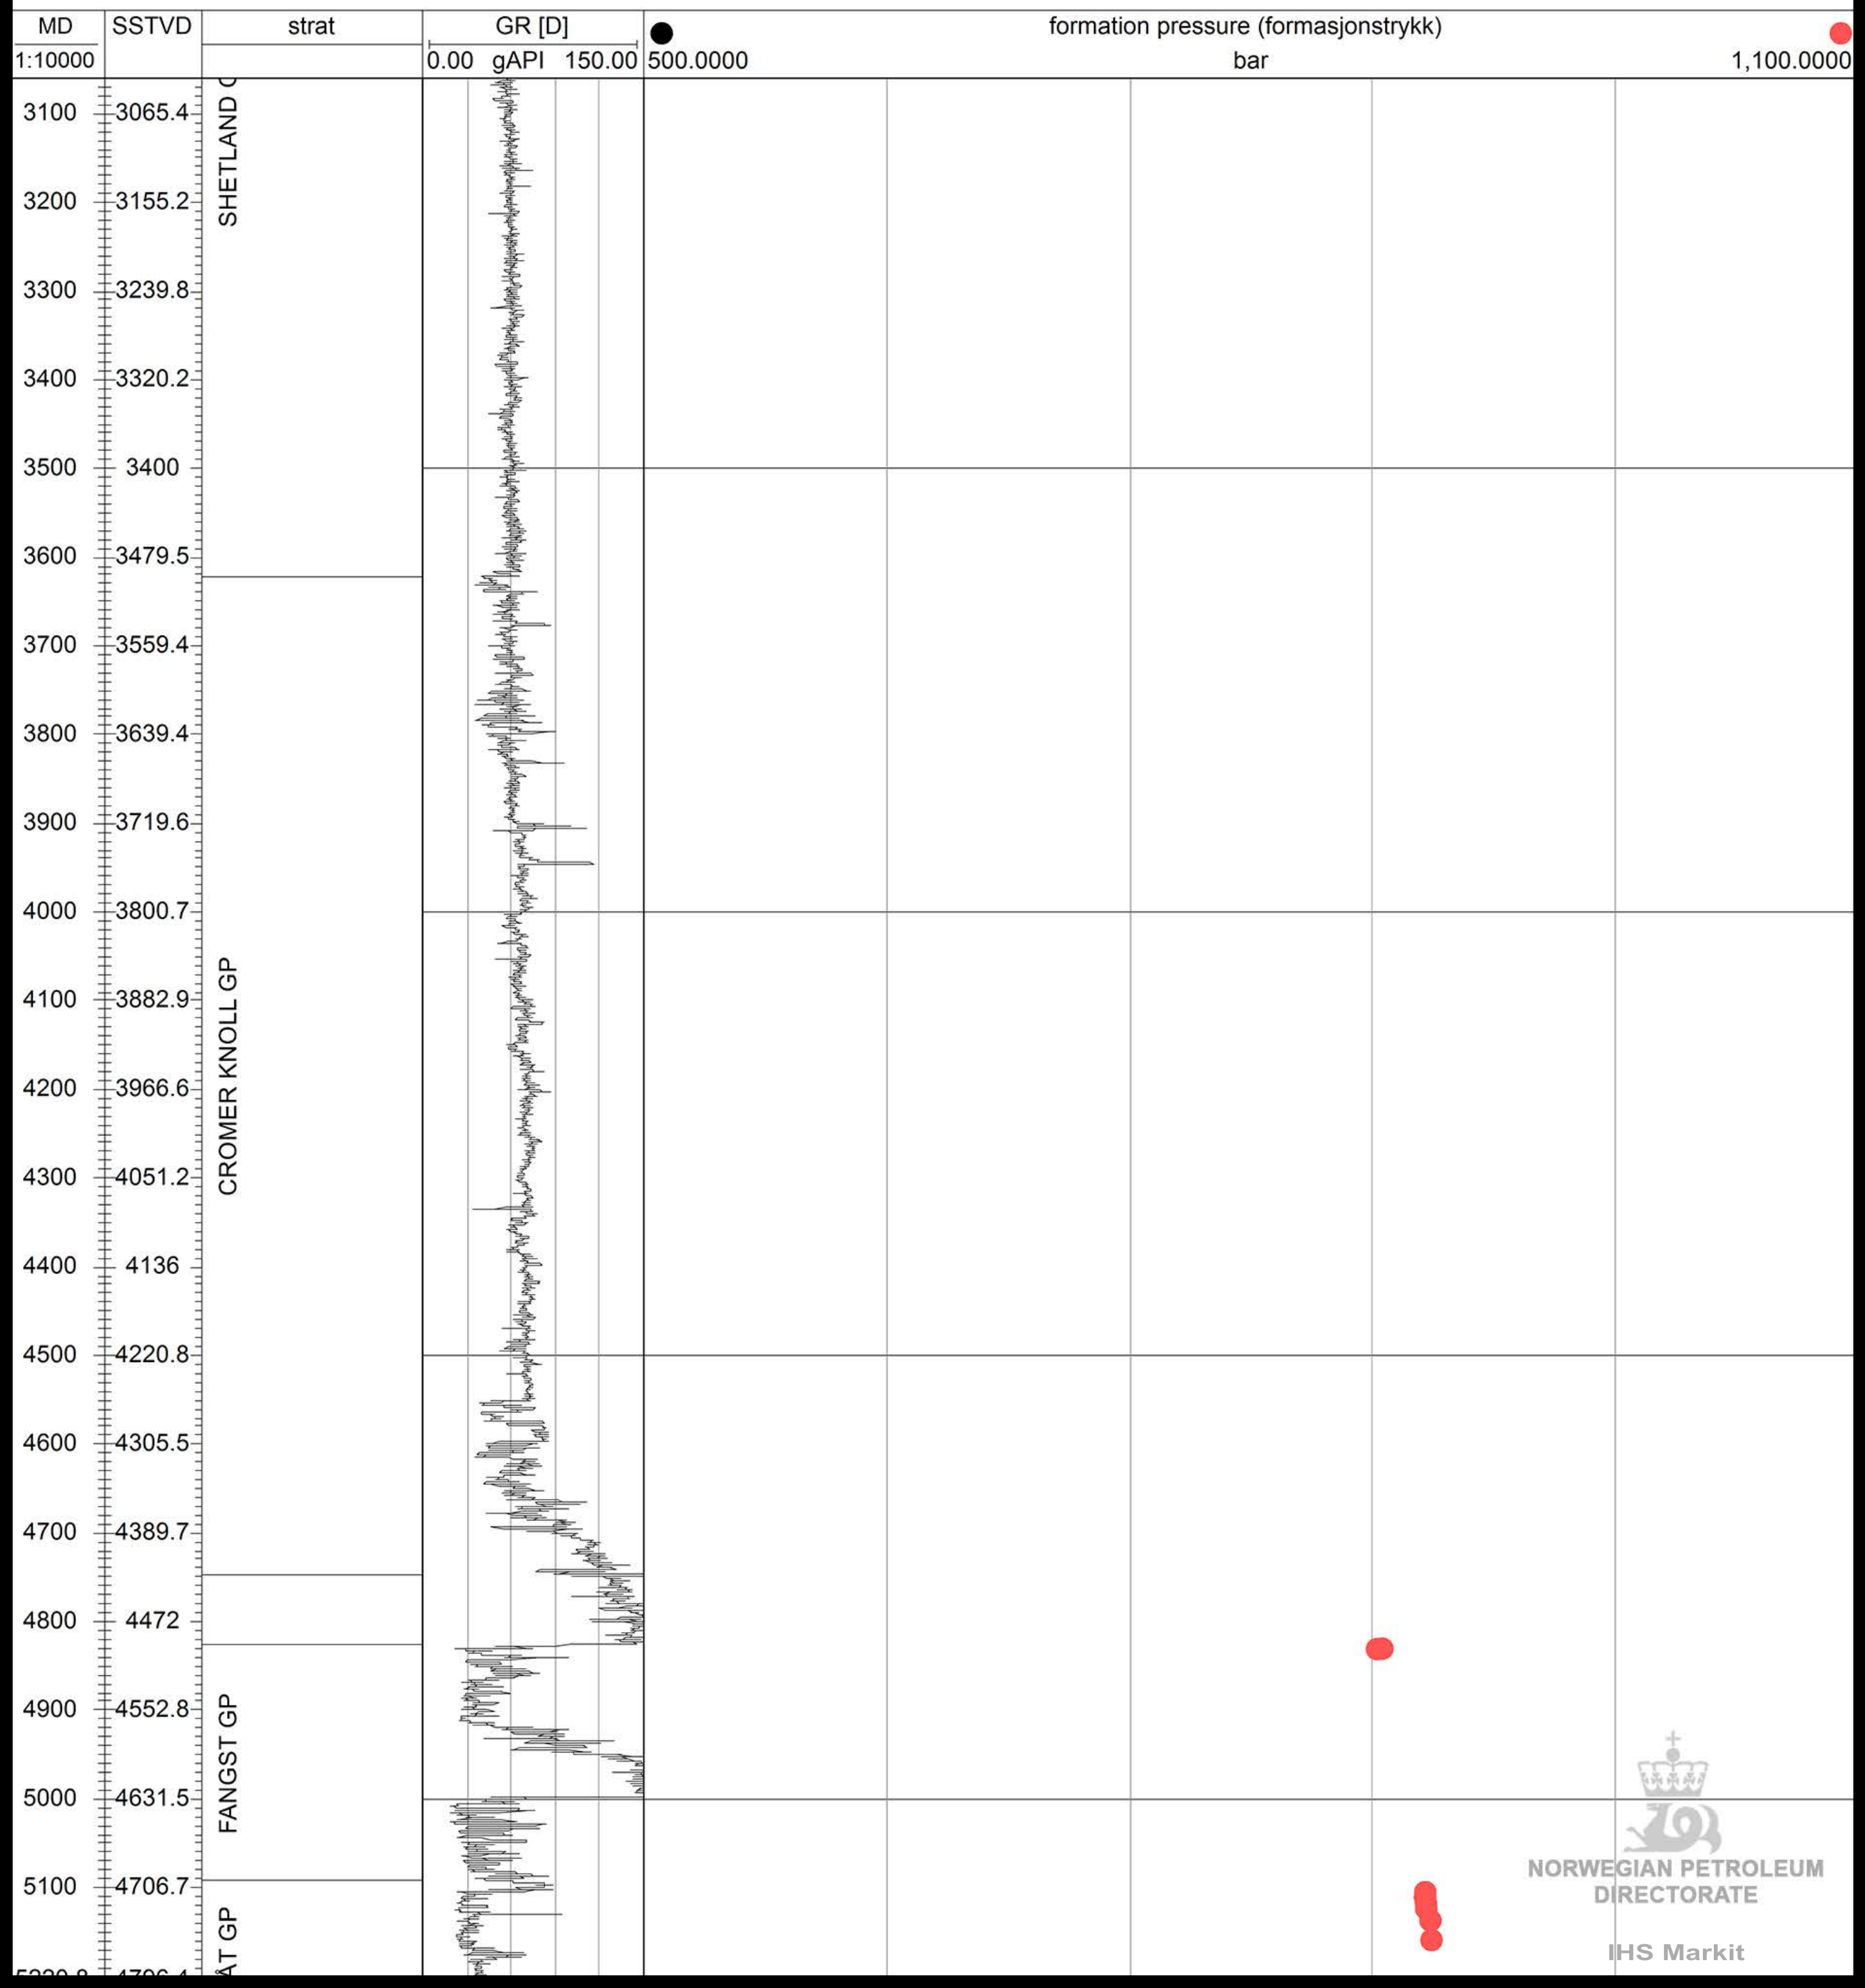 MD SSTVD strat GR [D] formation pressure (formasjonstrykk)
1:10000 0.00 gAPI 150.00 500.0000 bar 1,100.0000
3100 3065.4
SHETLAND
3200 3155.2
3300 3239.8
3400 3320.2
3500 3400
3600 3479.5
3700 3559.4
3800 3639.4
3900 3719.6
4000 3800.7
4100 3882.9
CROMER KNOLL GP
4200 3966.6
4300 4051.2
4400 4136
4500 4220.8
4600 4305.5
4700 4389.7
4800 4472
4900 4552.8
FANGST GP
5000 4631.5
NORWEGIAN PETROLEUM
DIRECTORATE
5100 4706.7
ÅT GP
IHS Markit